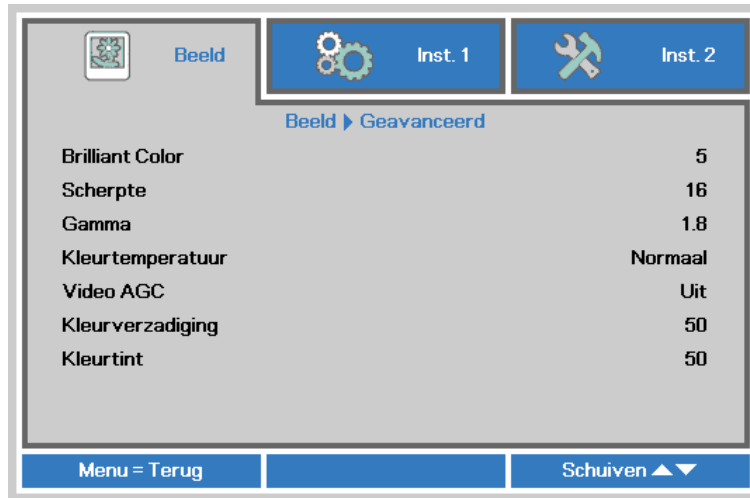 Beeld Inst. 1 Inst. 2
Beeld Geavanceerd
Brilliant Color 5
Scherpte 16
Gamma 1.8
Kleurtemperatuur Normaal
Video AGC Uit
Kleurverzadiging 50
Kleurtint 50
Menu = Terug Schuiven